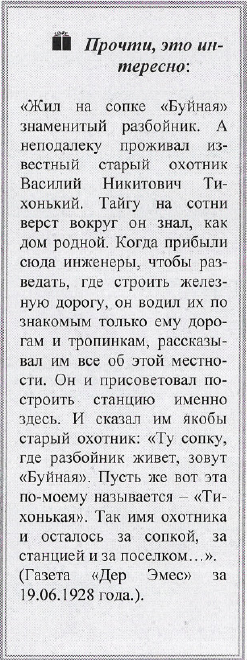 Прочти, это ин-
тересно:
«Жил на сопке «Буйная»
знаменитый разбойник. А
неподалеку проживал из-
вестный старый охотник
Василий Никитович Ти-
хонький. Тайгу на сотни
верст вокруг он знал, как
дом родной. Когда прибыли
сюда инженеры, чтобы раз-
ведать, где строить желез-
ную дорогу, он водил их по
знакомым только ему доро-
гам и тропинкам, рассказы-
вал им все об этой местно-
сти. Он и присоветовал по-
строить станцию именно
здесь. И сказал им якобы
старый охотник: «Ту сопку,
где разбойник живет, зовут
«Буйная». Пусть же вот эта
по-моему называется – «Ти-
хонькая». Так имя охотника
и осталось за сопкой, за
станцией и за поселком…».
(Газета «Дер Эмес» за
19.06.1928 года.).